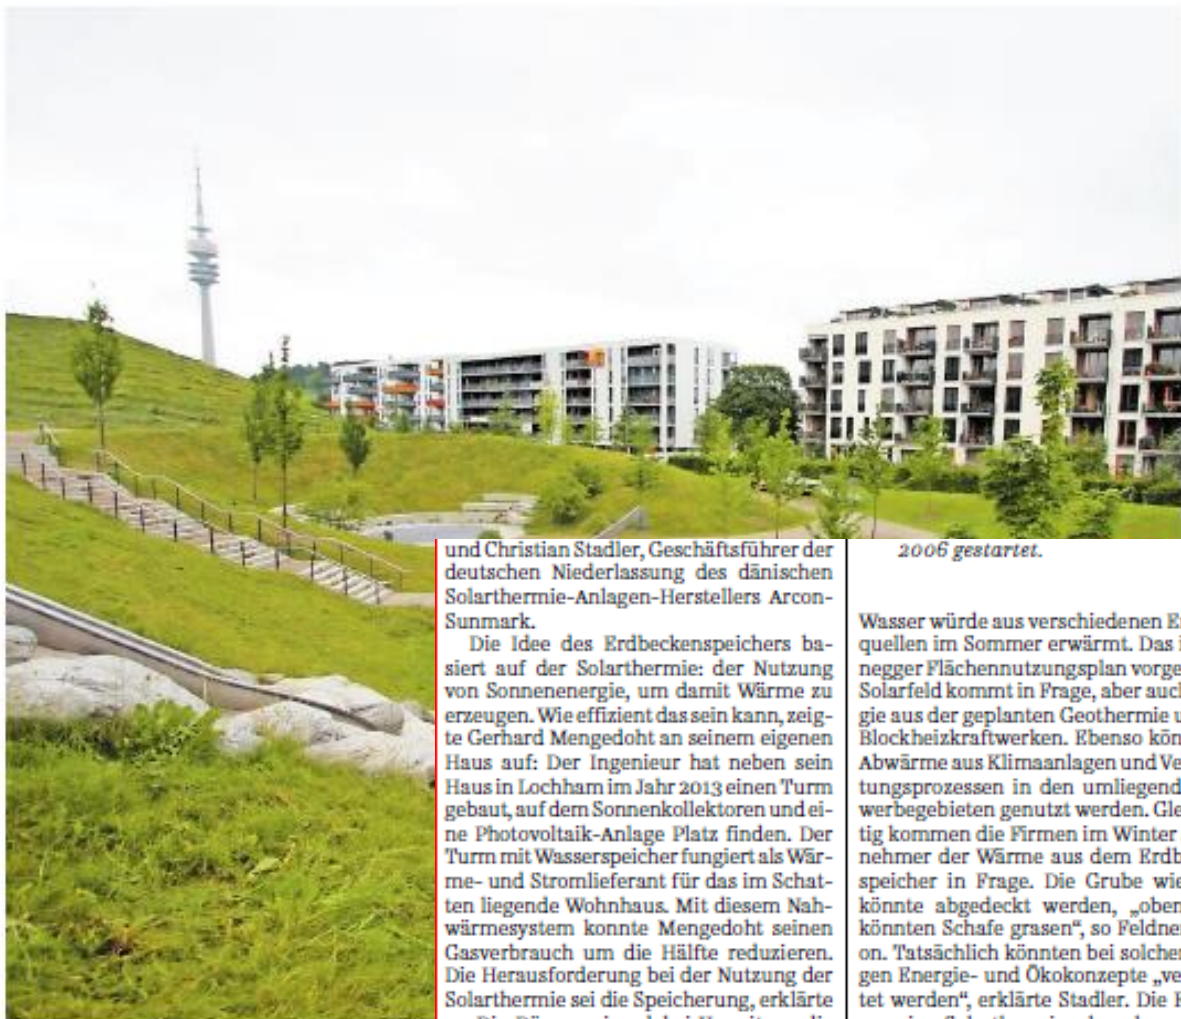 und Christian Stadler, Geschäftsführer der
deutschen Niederlassung des dänischen
Solarthermie-Anlagen-Herstellers Arcon-
Sunmark.
Die Idee des Erdbeckenspeichers ba-
siert auf der Solarthermie: der Nutzung
von Sonnenenergie, um damit Wärme zu
erzeugen. Wie effizient das sein kann, zeig-
te Gerhard Mengedoht an seinem eigenen
Haus auf: Der Ingenieur hat neben sein
Haus in Lochham im Jahr 2013 einen Turm
gebaut, auf dem Sonnenkollektoren und ei-
ne Photovoltaik-Anlage Platz finden. Der
Turm mit Wasserspeicher fungiert als Wär-
me- und Stromlieferant für das im Schat-
ten liegende Wohnhaus. Mit diesem Nah-
wärmesystem konnte Mengedoht seinen
Gasverbrauch um die Hälfte reduzieren.
Die Herausforderung bei der Nutzung der
Solarthermie sei die Speicherung, erklärte
2006 gestartet.
Wasser würde aus verschiedenen
quellen im Sommer erwärmt. Das
negger Flächennutzungsplan
Solarfeld kommt in Frage, aber auch
gie aus der geplanten Geothermie
Blockheizkraftwerken. Ebenso
Abwärme aus Klimaanlagen und
tungsprozessen in den
werbegebieten genutzt werden.
tig kommen die Firmen im Winter
nehmer der Wärme aus dem
speicher in Frage. Die Grube
könnte abgedeckt werden, „oben
könnten Schafe grasen“, so
on. Tatsächlich könnten bei
gen Energie- und Ökokonzepte
tet werden“, erklärte Stadler. Die